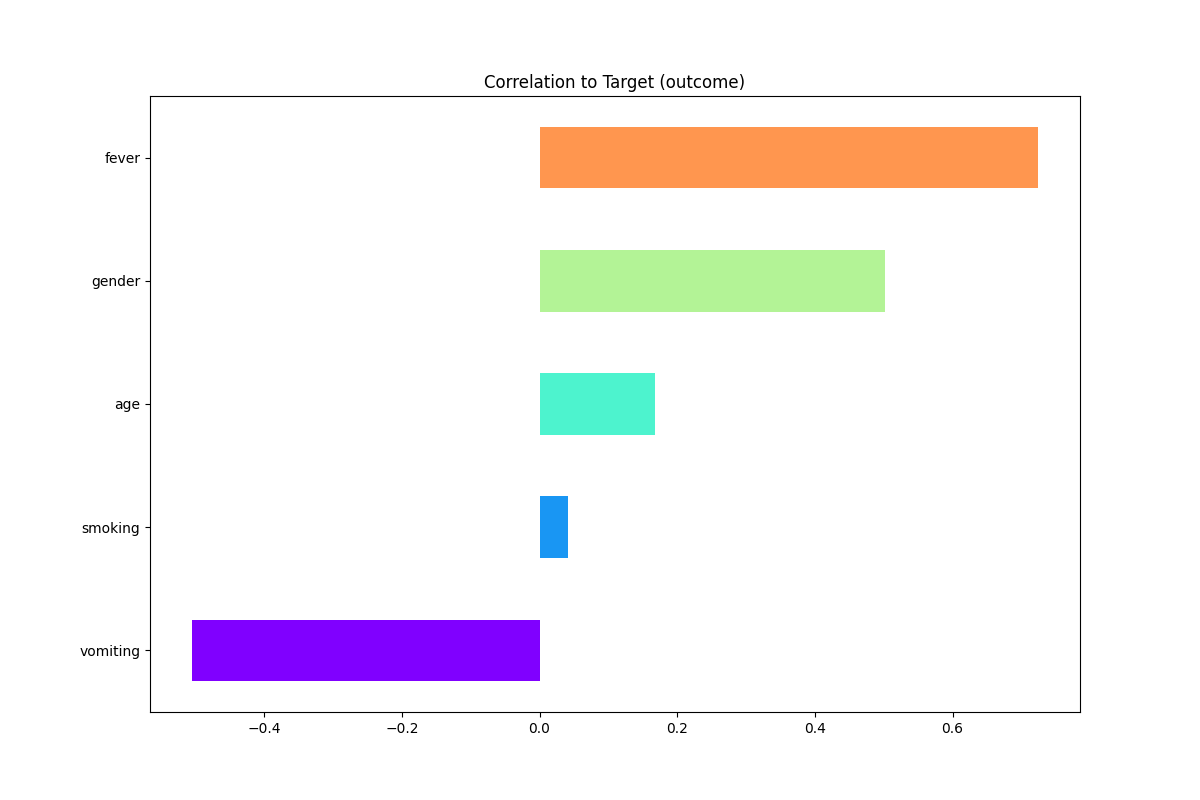 Correlation to Target (outcome)
fever
gender
age
smoking
vomiting
−0.4 −0.2 0.0 0.2 0.4 0.6